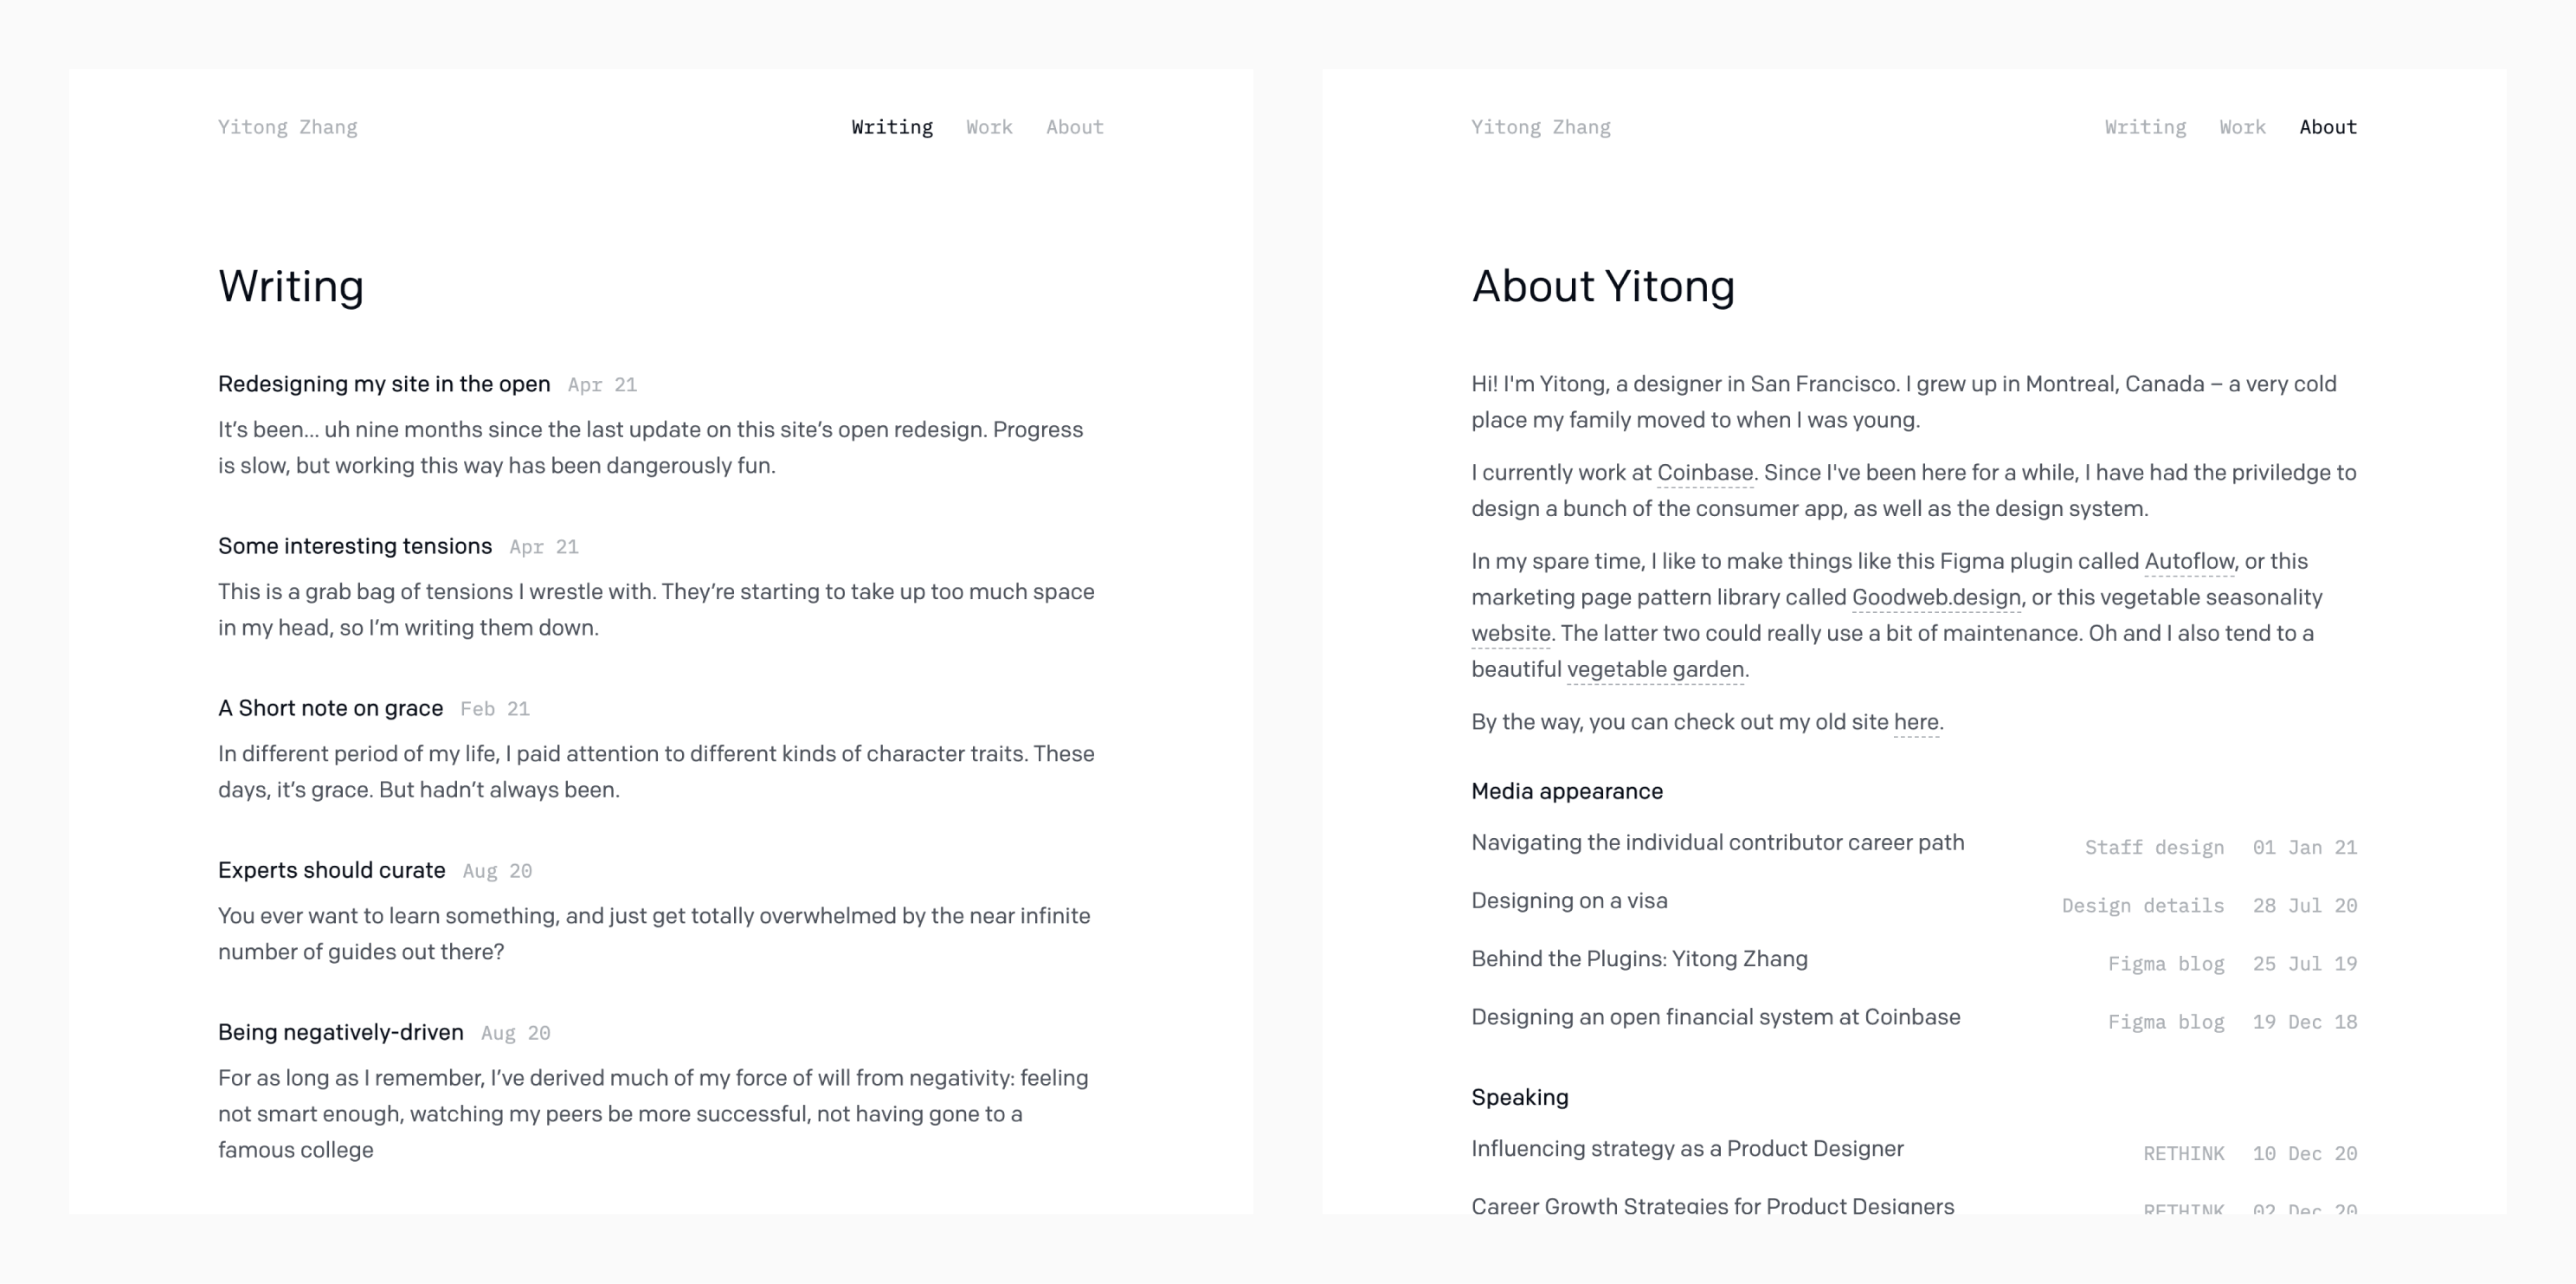 Yitong Zhang
Writing Work About
Writing
Redesigning my site in the open Apr 21
It’s been... uh nine months since the last update on this site’s open redesign. Progress
is slow, but working this way has been dangerously fun.
Some interesting tensions Apr 21
This is a grab bag of tensions I wrestle with. They’re starting to take up too much space
in my head, so I’m writing them down.
A Short note on grace Feb 21
In different period of my life, I paid attention to different kinds of character traits. These
days, it’s grace. But hadn’t always been.
Experts should curate Aug 20
You ever want to learn something, and just get totally overwhelmed by the near infinite
number of guides out there?
Being negatively-driven Aug 20
For as long as I remember, I’ve derived much of my force of will from negativity: feeling
not smart enough, watching my peers be more successful, not having gone to a
famous college
Yitong Zhang
Writing Work About
About Yitong
Hi! I'm Yitong, a designer in San Francisco. I grew up in Montreal, Canada – a very cold
place my family moved to when I was young.
I currently work at Coinbase. Since I've been here for a while, I have had the priviledge to
design a bunch of the consumer app, as well as the design system.
In my spare time, I like to make things like this Figma plugin called Autoflow, or this
marketing page pattern library called Goodweb.design, or this vegetable seasonality
website. The latter two could really use a bit of maintenance. Oh and I also tend to a
beautiful vegetable garden.
By the way, you can check out my old site here.
Media appearance
Navigating the individual contributor career path Staff design 01 Jan 21
Designing on a visa Design details 28 Jul 20
Behind the Plugins: Yitong Zhang Figma blog 25 Jul 19
Designing an open financial system at Coinbase Figma blog 19 Dec 18
Speaking
Influencing strategy as a Product Designer RETHINK 10 Dec 20
Career Growth Strategies for Product Designers RETHINK 02 Dec 20